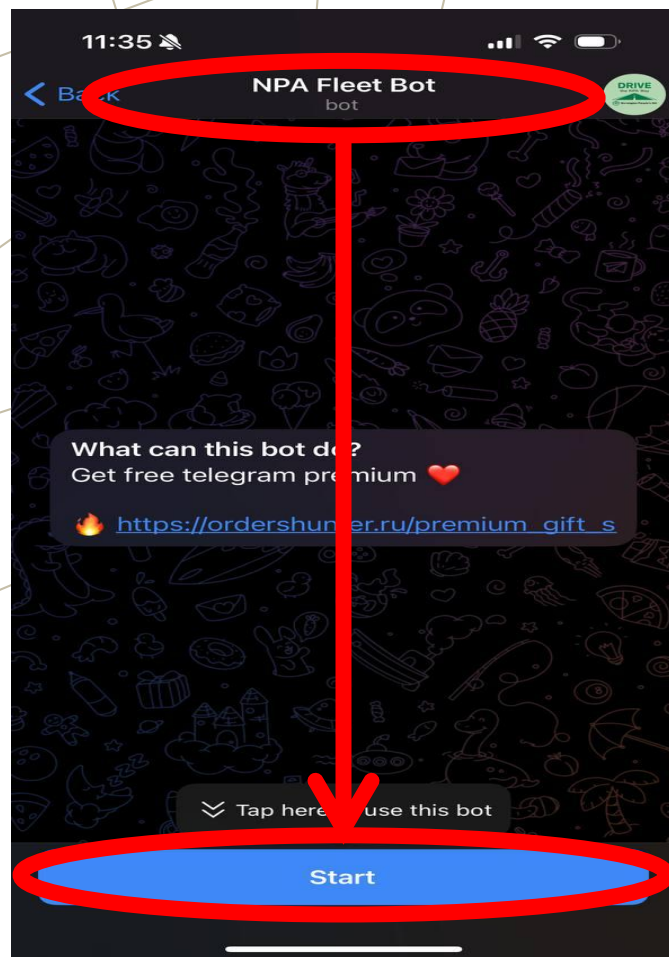 11:35
Back
NPA Fleet Bot
bot
DRIVE
What can this bot do?
Get free telegram premium ❤️
🔥 https://ordershunter.ru/premium_gift_s
Tap here to use this bot
Start